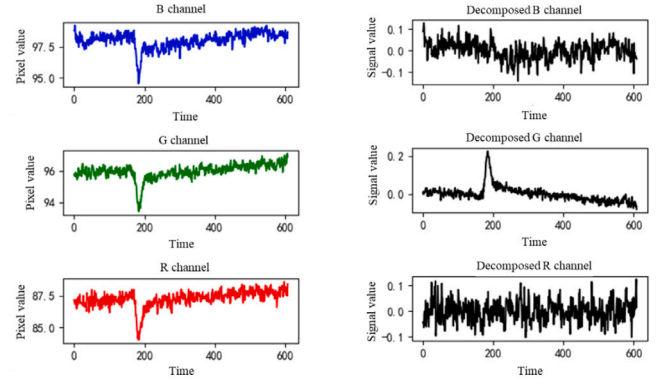 B channel
Pixel value
97.5
95.0
0 200 400 600
Time
Decomposed B channel
Signal value
0.1
0.0
-0.1
0 200 400 600
Time
G channel
Pixel value
96
94
0 200 400 600
Time
Decomposed G channel
Signal value
0.2
0.0
0 200 400 600
Time
R channel
Pixel value
87.5
85.0
0 200 400 600
Time
Decomposed R channel
Signal value
0.1
0.0
-0.1
0 200 400 600
Time